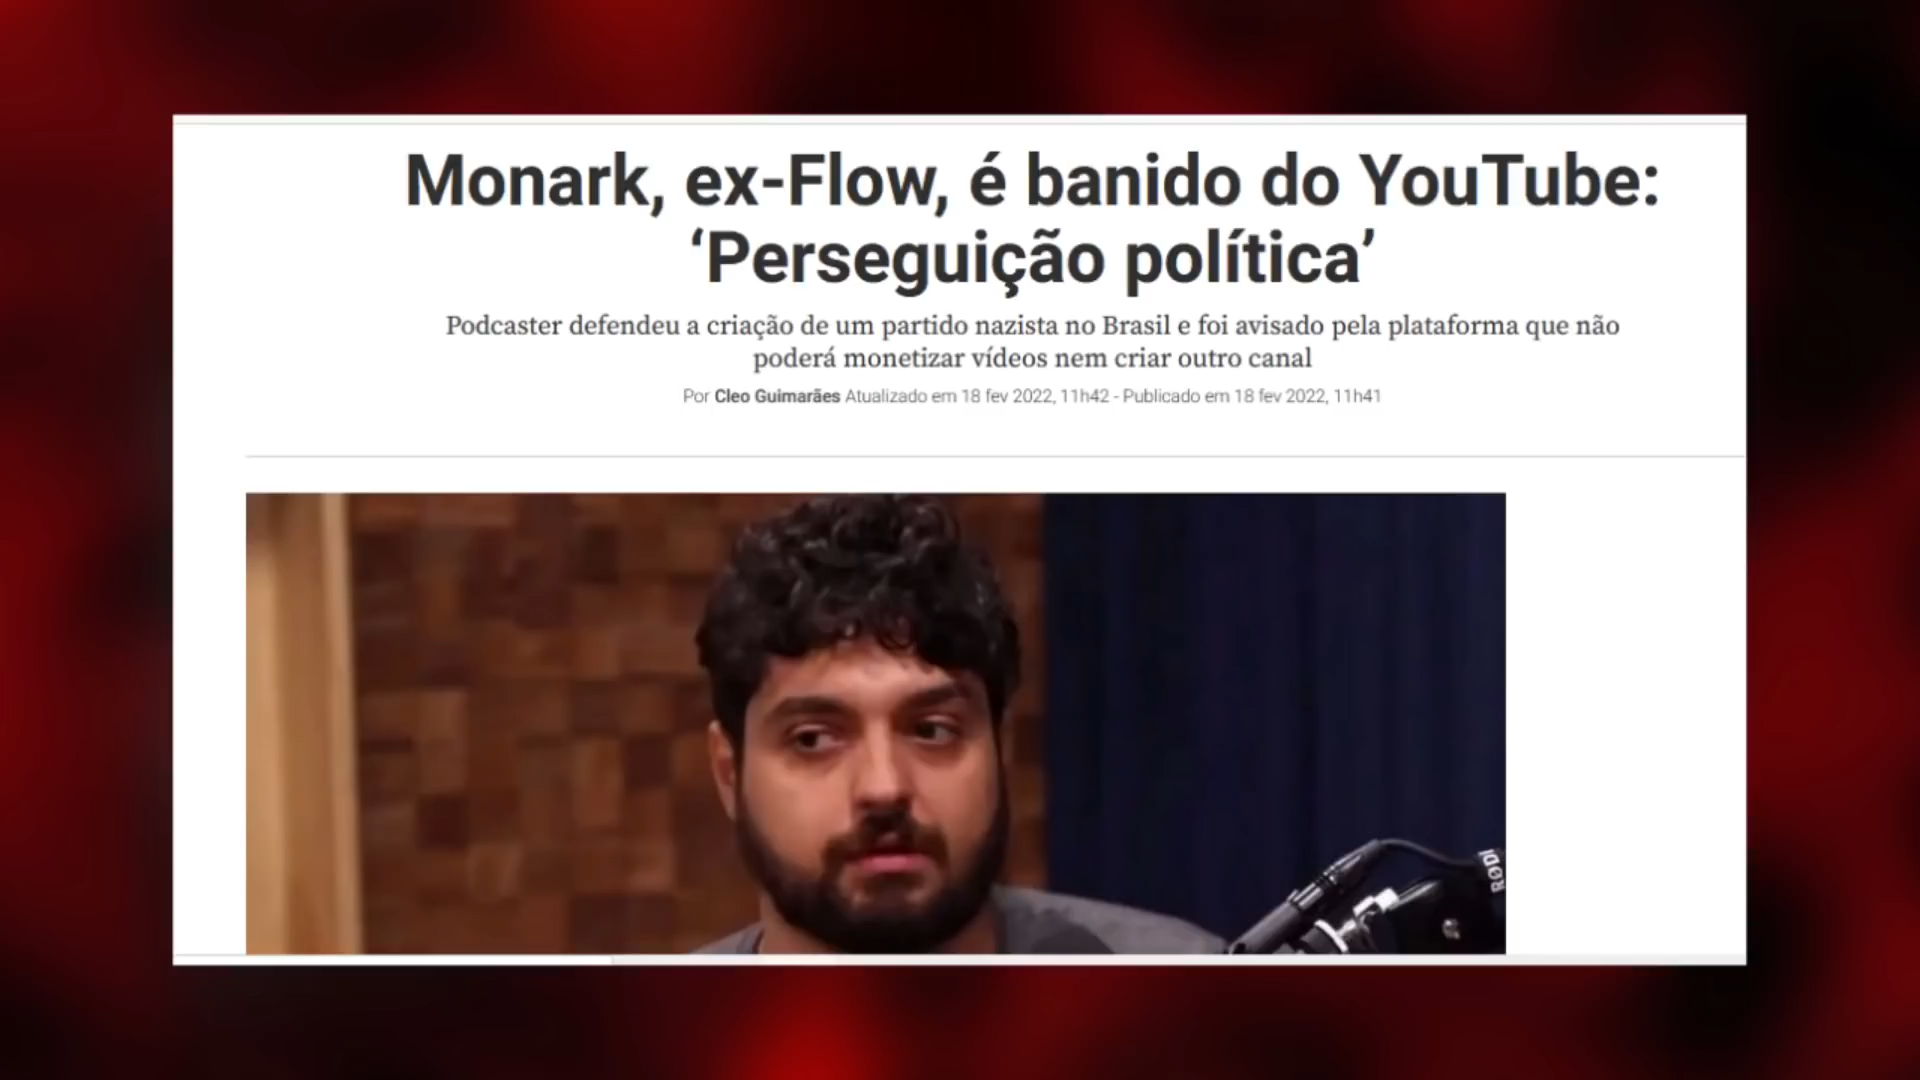 Monark, ex-Flow, é banido do YouTube:
‘Perseguição política’
Podcaster defendeu a criação de um partido nazista no Brasil e foi avisado pela plataforma que não
poderá monetizar vídeos nem criar outro canal
Por Cleo Guimarães Atualizado em 18 fev 2022, 11h42 - Publicado em 18 fev 2022, 11h41
RØD